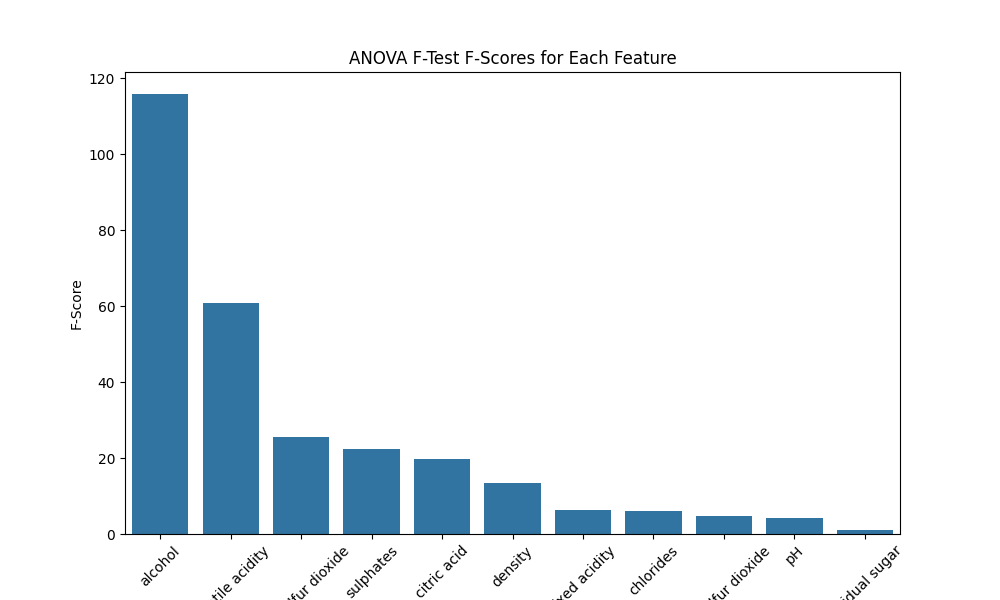 ANOVA F-Test F-Scores for Each Feature
F-Score
120
100
80
60
40
20
0
alcohol
tile acidity
lfur dioxide
sulphates
citric acid
density
ixed acidity
chlorides
lfur dioxide
pH
idual sugar